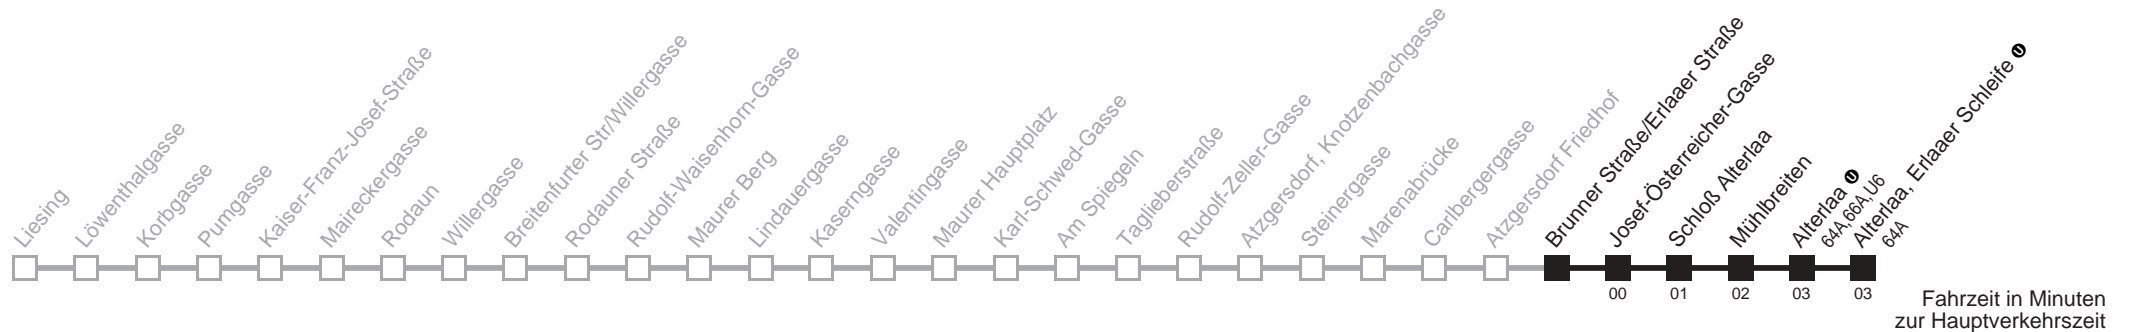 Liesing
Löwenthalgasse
Korbgasse
Pumgasse
Kaiser-Franz-Josef-Straße
Maireckergasse
Rodaun
Willergasse
Breitenfurter Str/Willergasse
Rodauner Straße
Rudolf-Waisenhorn-Gasse
Maurer Berg
Lindauergasse
Kaserngasse
Valentingasse
Maurer Hauptplatz
Karl-Schwed-Gasse
Am Spiegeln
Taglieberstraße
Rudolf-Zeller-Gasse
Atzgersdorf, Knotzenbachgasse
Steinergasse
Marenabrücke
Carlbergergasse
Atzgersdorf Friedhof
Brunner Straße/Erlaaer Straße
Josef-Österreicher-Gasse
Schloß Alterlaa
Mühlbreiten
Alterlaa U
64A,66A,U6
Alterlaa, Erlaaer Schleife U
64A
00 01 02 03 03
Fahrzeit in Minuten
zur Hauptverkehrszeit